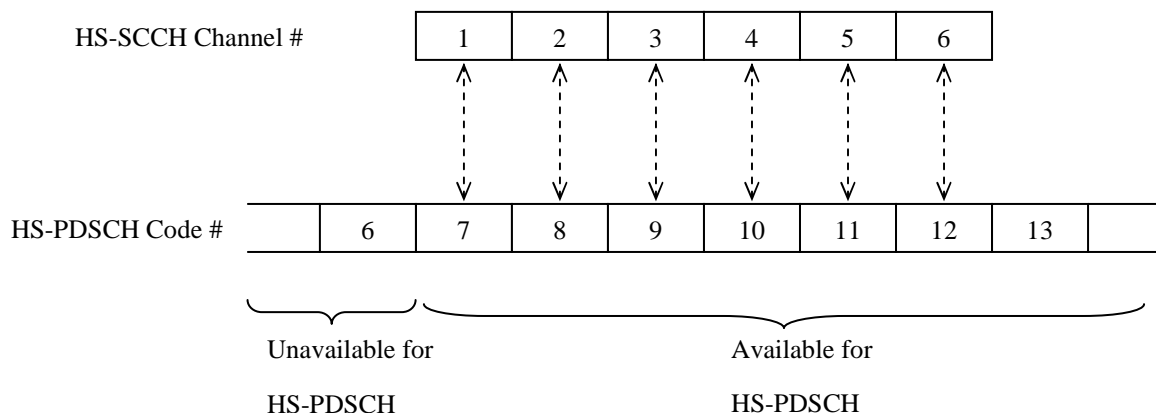 HS-SCCH Channel # 1 2 3 4 5 6
HS-PDSCH Code # 6 7 8 9 10 11 12 13
Unavailable for
HS-PDSCH
Available for
HS-PDSCH